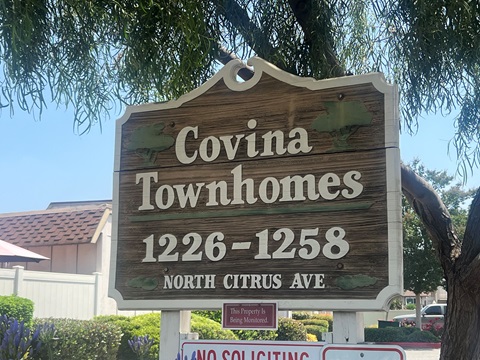 Covina
Townhomes
1226-1258
NORTH CITRUS AVE
This Property Is
Being Monitored
NO SOLICITING